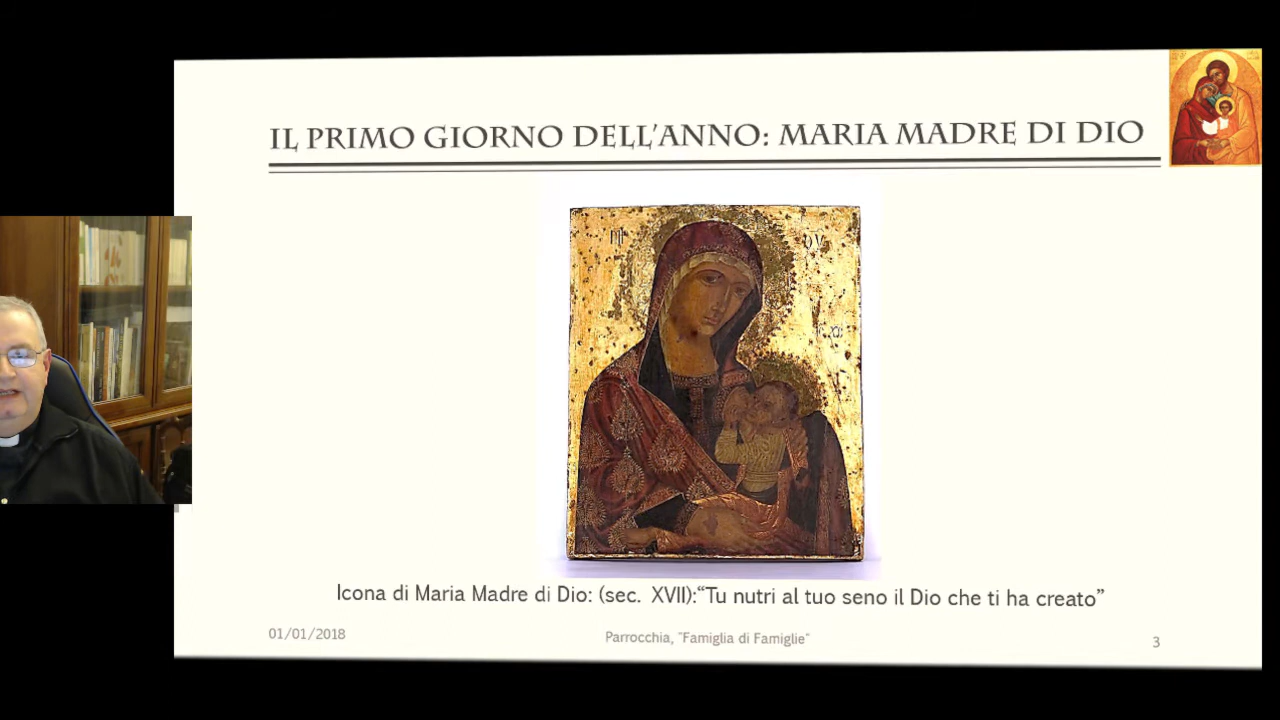 IL PRIMO GIORNO DELL'ANNO: MARIA MADRE DI DIO
Icona di Maria Madre di Dio: (sec. XVII):“Tu nutri al tuo seno il Dio che ti ha creato”
01/01/2018
Parrocchia, "Famiglia di Famiglie"
3